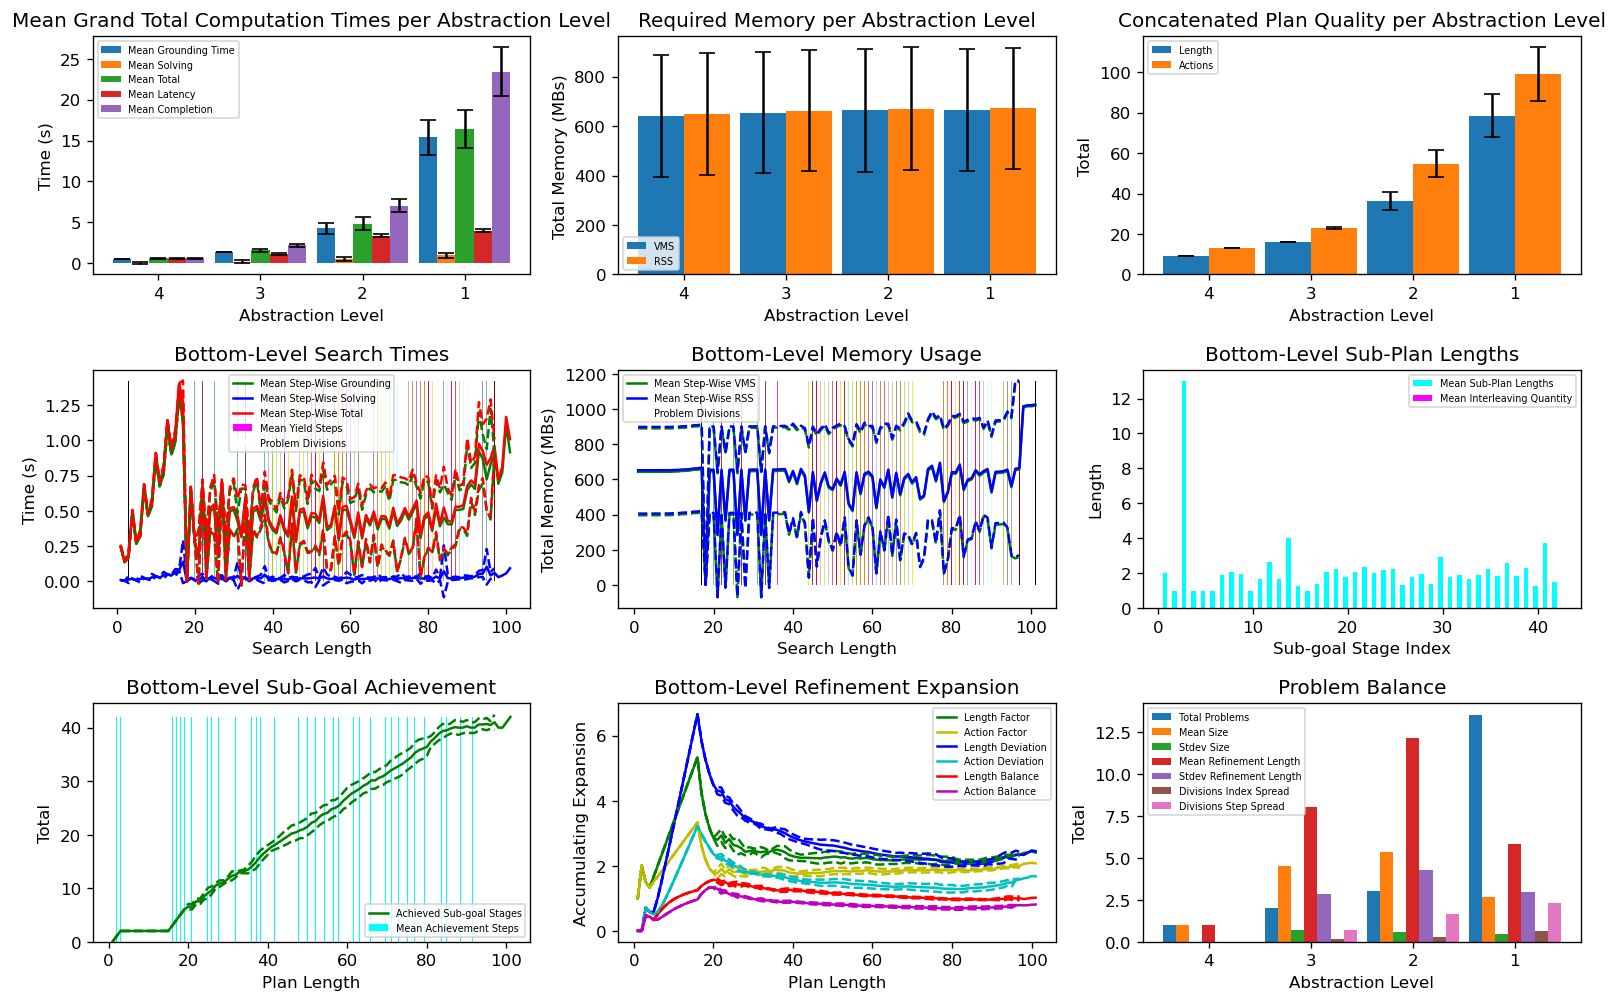 Mean Grand Total Computation Times per Abstraction Level
25
20
15
10
5
0
Time (s)
Mean Grounding Time
Mean Solving
Mean Total
Mean Latency
Mean Completion
4 3 2 1
Abstraction Level
Required Memory per Abstraction Level
800
600
400
200
0
Total Memory (MBs)
VMS
RSS
4 3 2 1
Abstraction Level
Concatenated Plan Quality per Abstraction Level
100
80
60
40
20
0
Total
Length
Actions
4 3 2 1
Abstraction Level
Bottom-Level Search Times
1.25
1.00
0.75
0.50
0.25
0.00
Time (s)
Mean Step-Wise Grounding
Mean Step-Wise Solving
Mean Step-Wise Total
Mean Yield Steps
Problem Divisions
0 20 40 60 80 100
Search Length
Bottom-Level Memory Usage
1200
1000
800
600
400
200
0
Total Memory (MBs)
Mean Step-Wise VMS
Mean Step-Wise RSS
Problem Divisions
0 20 40 60 80 100
Search Length
Bottom-Level Sub-Plan Lengths
12
10
8
6
4
2
0
Length
Mean Sub-Plan Lengths
Mean Interleaving Quantity
0 10 20 30 40
Sub-goal Stage Index
Bottom-Level Sub-Goal Achievement
40
30
20
10
0
Total
Achieved Sub-goal Stages
Mean Achievement Steps
0 20 40 60 80 100
Plan Length
Bottom-Level Refinement Expansion
6
4
2
0
Accumulating Expansion
Length Factor
Action Factor
Length Deviation
Action Deviation
Length Balance
Action Balance
0 20 40 60 80 100
Plan Length
Problem Balance
12.5
10.0
7.5
5.0
2.5
0.0
Total
Total Problems
Mean Size
Stdev Size
Mean Refinement Length
Stdev Refinement Length
Divisions Index Spread
Divisions Step Spread
4 3 2 1
Abstraction Level